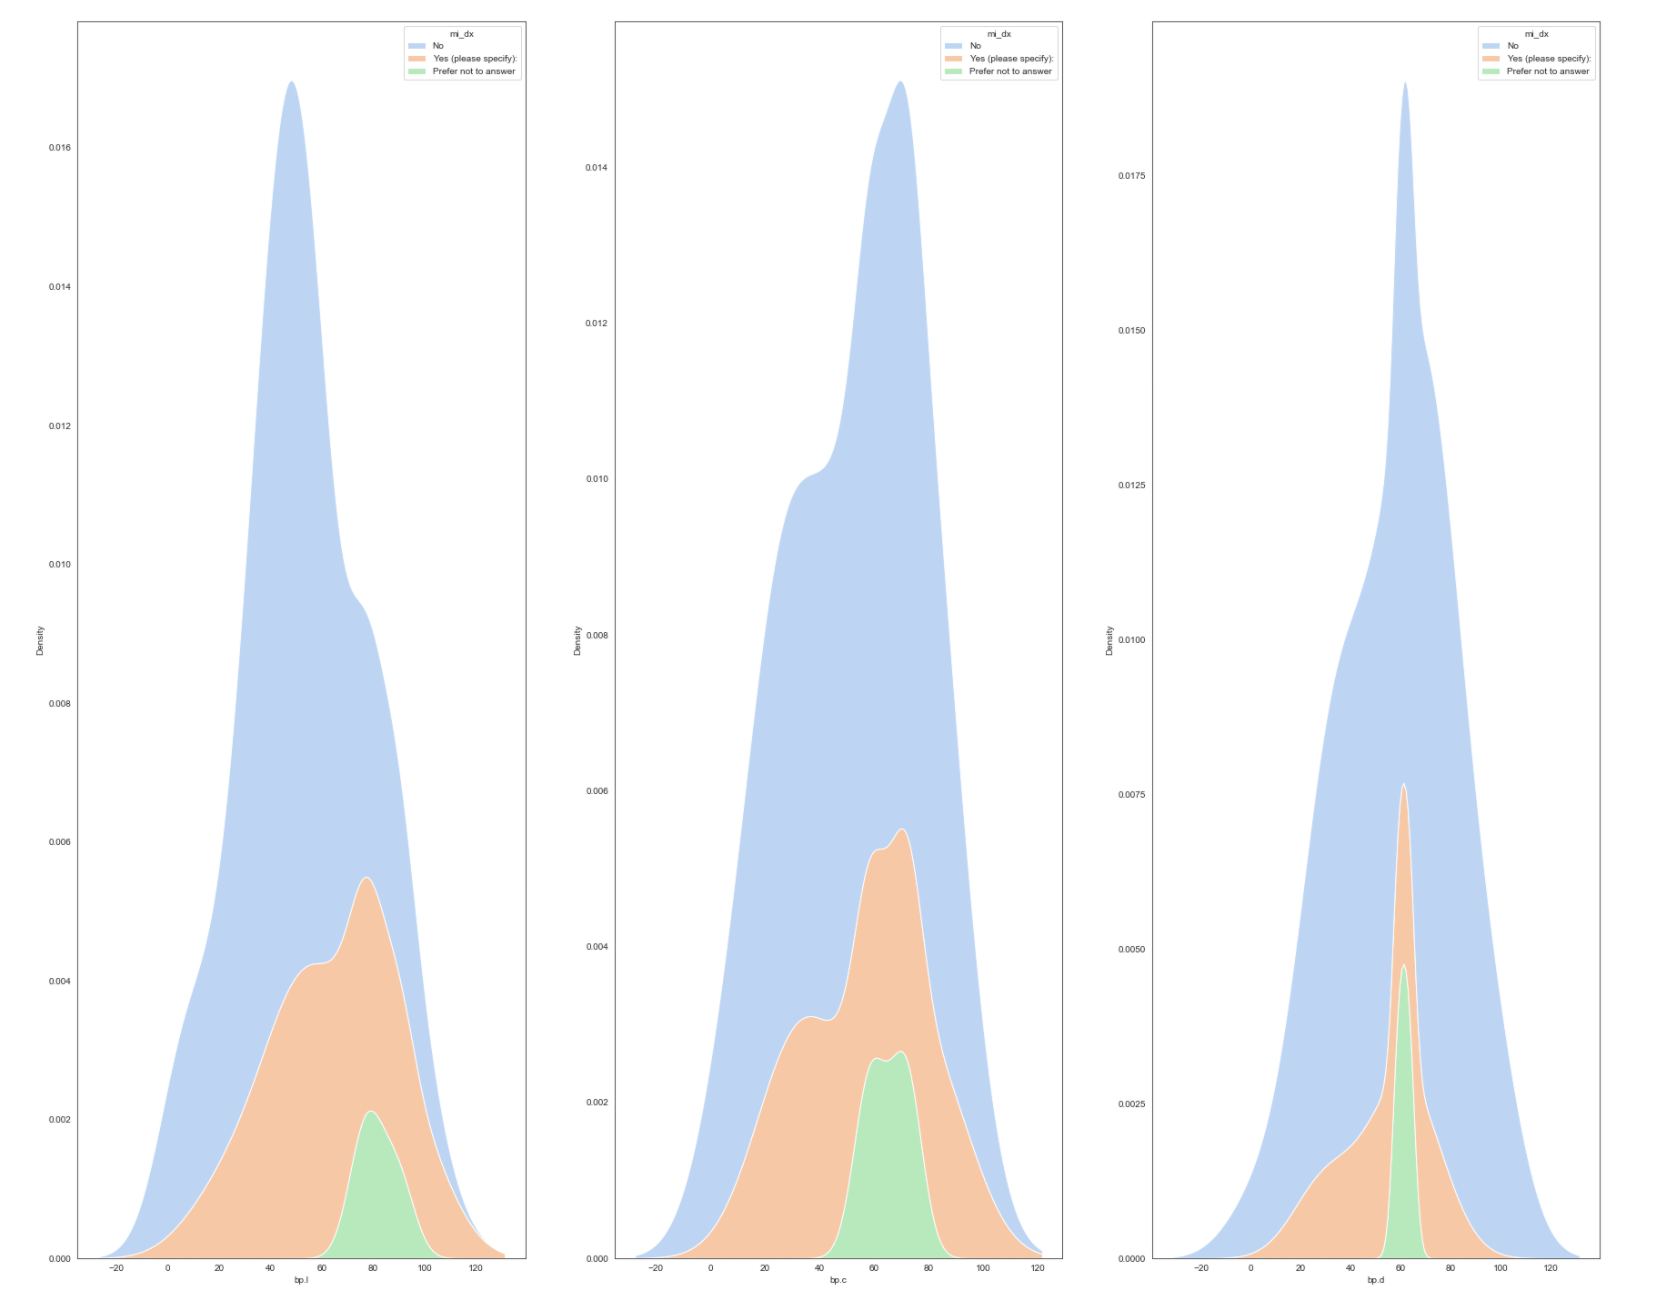 mi_dx
No
Yes (please specify):
Prefer not to answer
0.016
0.014
0.012
0.010
0.008
0.006
0.004
0.002
0.000
Density
−20 0 20 40 60 80 100 120
bp.l
mi_dx
No
Yes (please specify):
Prefer not to answer
0.014
0.012
0.010
0.008
0.006
0.004
0.002
0.000
Density
−20 0 20 40 60 80 100 120
bp.c
mi_dx
No
Yes (please specify):
Prefer not to answer
0.0175
0.0150
0.0125
0.0100
0.0075
0.0050
0.0025
0.0000
Density
−20 0 20 40 60 80 100 120
bp.d